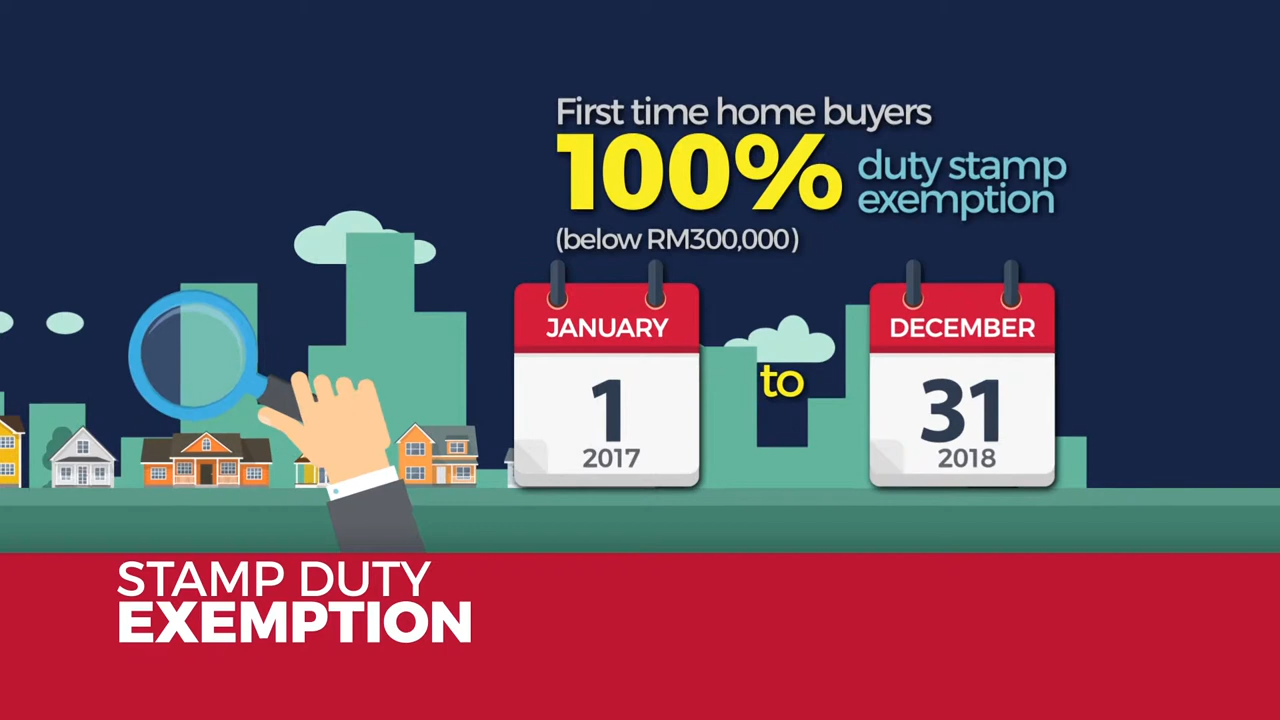 First time home buyers
100% duty stamp
exemption
(below RM300,000)
JANUARY
1
2017
to
DECEMBER
31
2018
STAMP DUTY
EXEMPTION